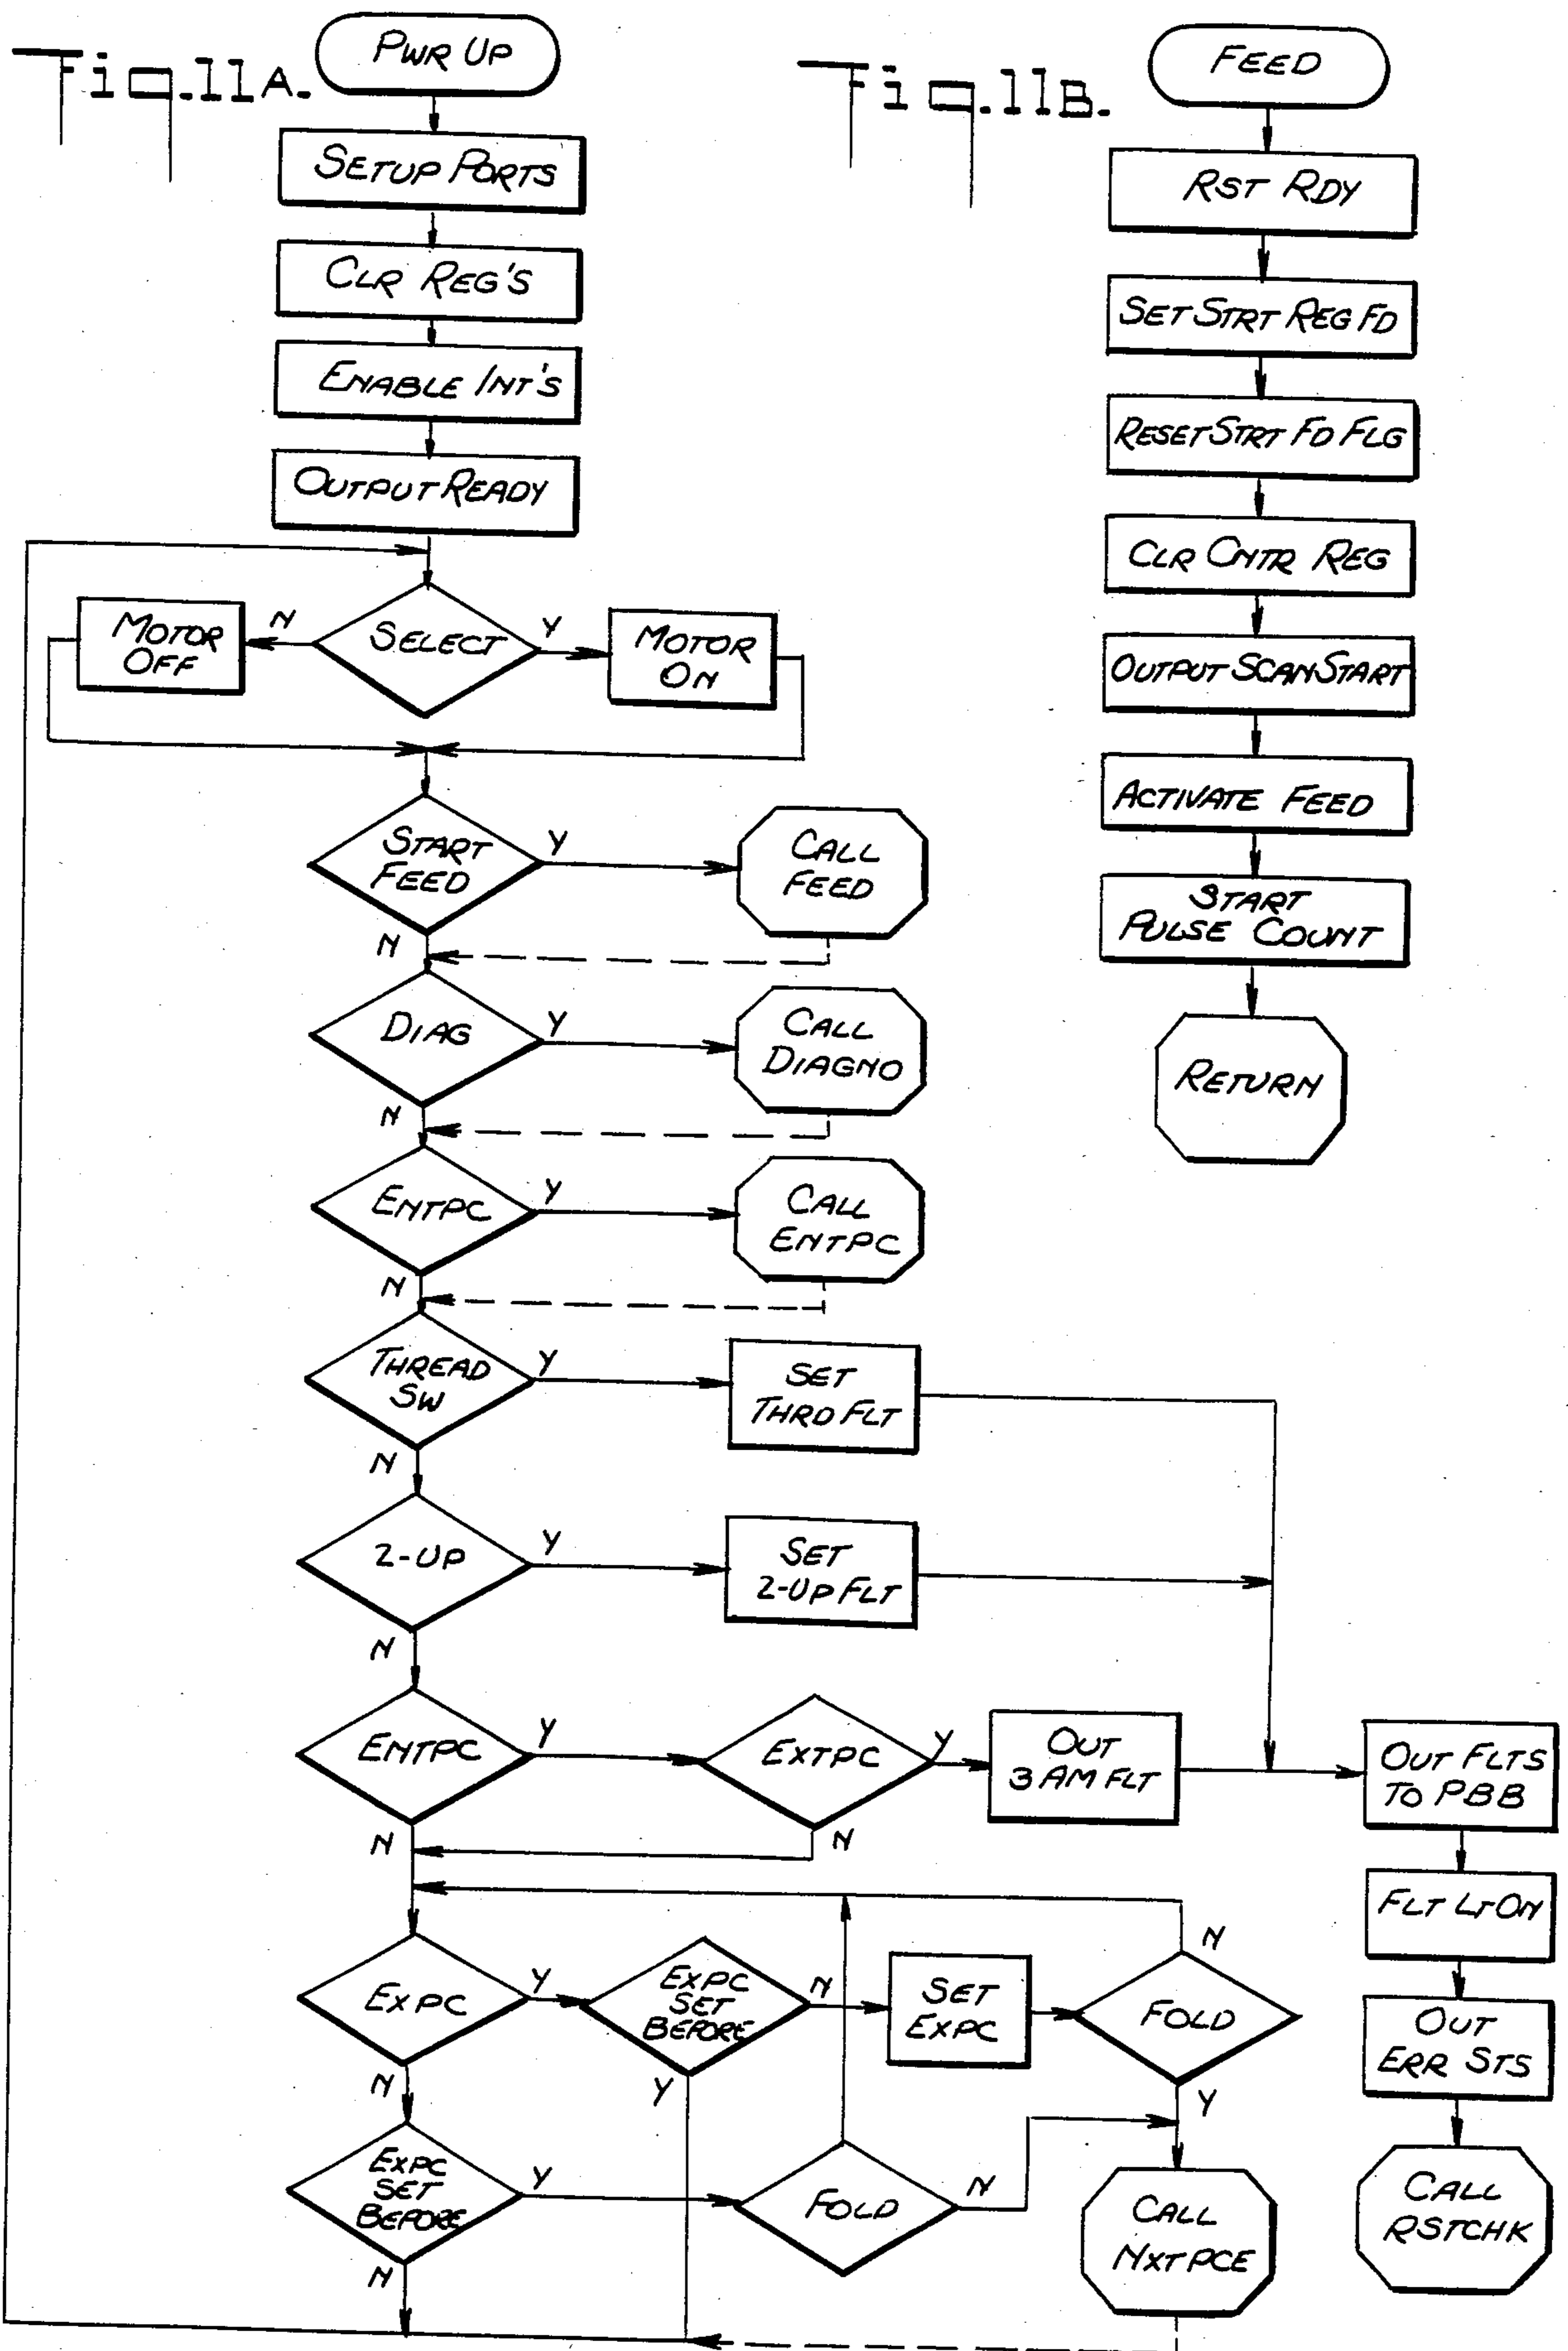 Fig.11A.
PWR UP
SETUP PORTS
CLR REG'S
ENABLE INT'S
OUTPUT READY
MOTOR
OFF
N
SELECT
Y
MOTOR
ON
START
FEED
Y
CALL
FEED
N
DIAG
Y
CALL
DIAGNO
N
ENTPC
Y
CALL
ENTPC
N
THREAD
SW
Y
SET
THRD FLT
N
2-UP
Y
SET
2-UP FLT
N
ENTPC
Y
EXTPC
Y
OUT
JAM FLT
OUT FLTS
TO PBB
N
N
FLT LT ON
EXPC
Y
EXPC
SET
BEFORE
N
SET
EXPC
FOLD
N
OUT
ERR STS
N
Y
Y
EXPC
SET
BEFORE
Y
FOLD
N
CALL
NXT PCE
CALL
RSTCHK
N
Fig.11B.
FEED
RST RDY
SET STRT REG FD
RESET STRT FD FLG
CLR CNTR REG
OUTPUT SCAN START
ACTIVATE FEED
START
PULSE COUNT
RETURN